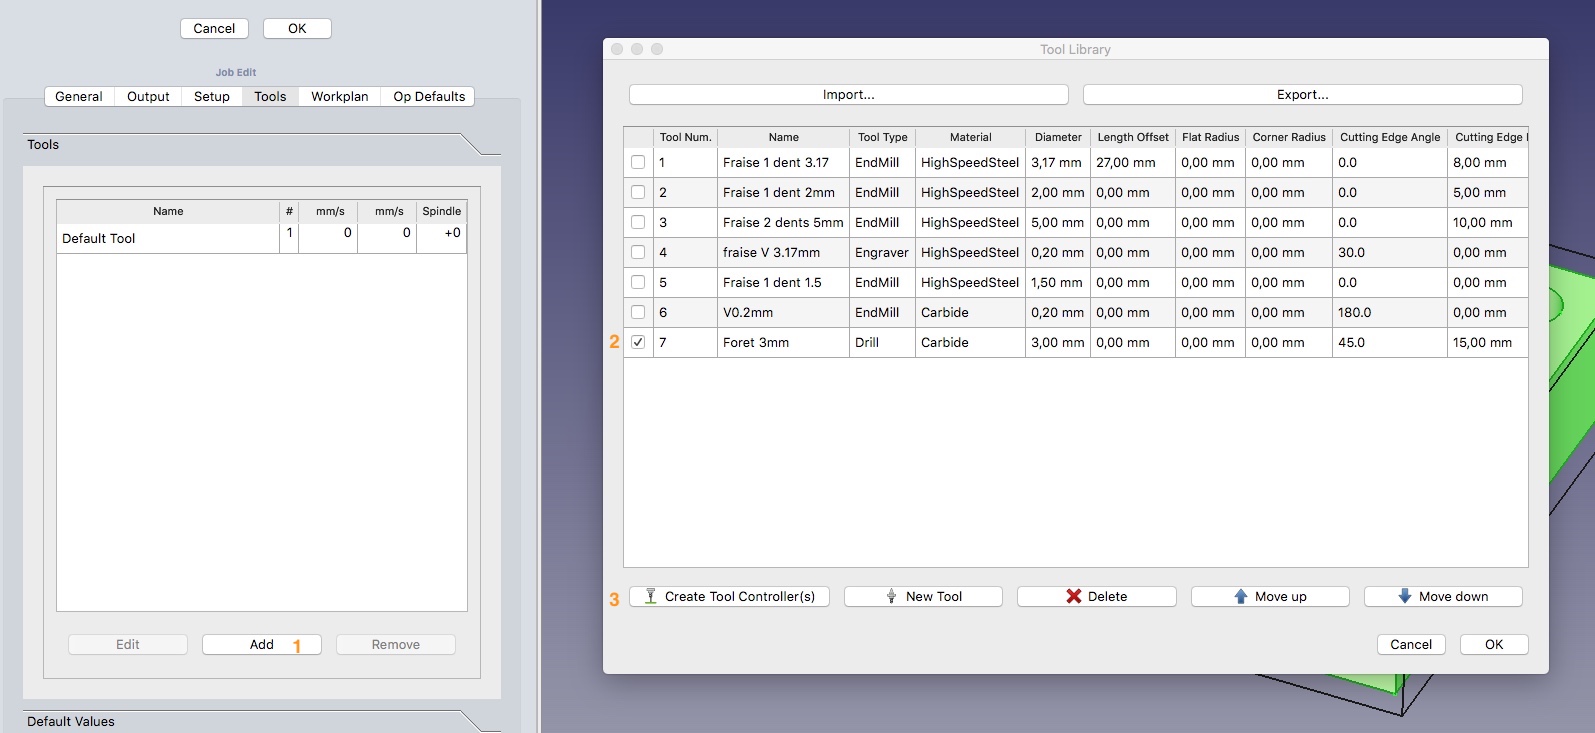 Cancel OK
Job Edit
General Output Setup Tools Workplan Op Defaults
Tools
Name # mm/s mm/s Spindle
Default Tool 1 0 0 +0
Edit Add 1 Remove
Default Values
Tool Library
Import... Export...
Tool Num. Name Tool Type Material Diameter Length Offset Flat Radius Corner Radius Cutting Edge Angle Cutting Edge
1 Fraise 1 dent 3.17 EndMill HighSpeedSteel 3,17 mm 27,00 mm 0,00 mm 0,00 mm 0.0 8,00 mm
2 Fraise 1 dent 2mm EndMill HighSpeedSteel 2,00 mm 0,00 mm 0,00 mm 0,00 mm 0.0 5,00 mm
3 Fraise 2 dents 5mm EndMill HighSpeedSteel 5,00 mm 0,00 mm 0,00 mm 0,00 mm 0.0 10,00 mm
4 fraise V 3.17mm Engraver HighSpeedSteel 0,20 mm 0,00 mm 0,00 mm 0,00 mm 30.0 0,00 mm
5 Fraise 1 dent 1.5 EndMill HighSpeedSteel 1,50 mm 0,00 mm 0,00 mm 0,00 mm 0.0 0,00 mm
6 V0.2mm EndMill Carbide 0,20 mm 0,00 mm 0,00 mm 0,00 mm 180.0 0,00 mm
2 7 Foret 3mm Drill Carbide 3,00 mm 0,00 mm 0,00 mm 0,00 mm 45.0 15,00 mm
3 Create Tool Controller(s) New Tool Delete Move up Move down
Cancel OK